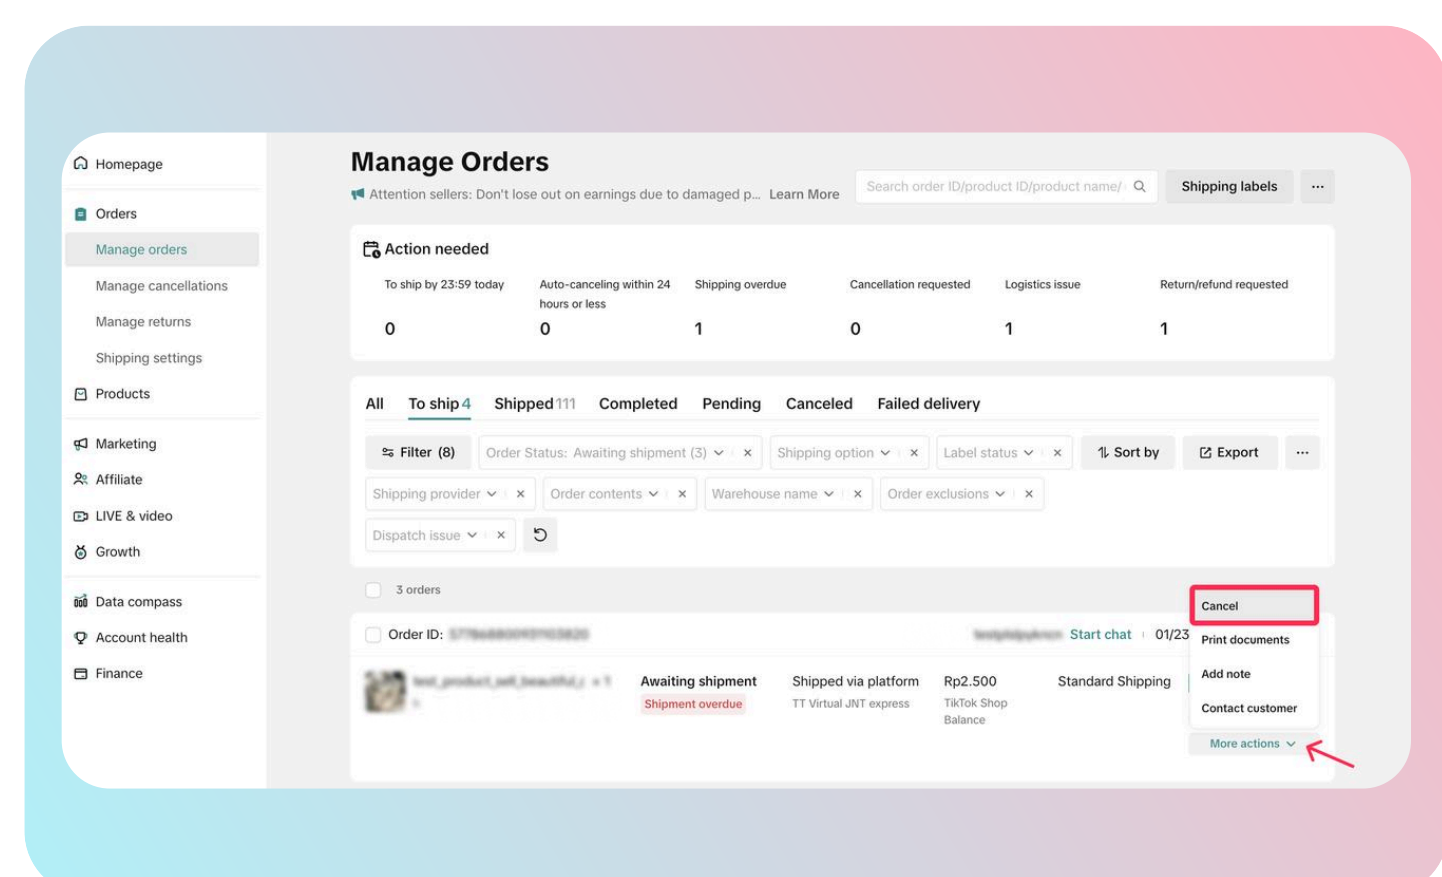 Homepage
Orders
Manage orders
Manage cancellations
Manage returns
Shipping settings
Products
Marketing
Affiliate
LIVE & video
Growth
Data compass
Account health
Finance
Manage Orders
Attention sellers: Don't lose out on earnings due to damaged p... Learn More
Search order ID/product ID/product name/
Shipping labels
Action needed
To ship by 23:59 today
0
Auto-canceling within 24
hours or less
0
Shipping overdue
1
Cancellation requested
0
Logistics issue
1
Return/refund requested
1
All To ship 4 Shipped 111 Completed Pending Canceled Failed delivery
Filter (8) Order Status: Awaiting shipment (3) Shipping option Label status Sort by Export
Shipping provider Order contents Warehouse name Order exclusions
Dispatch issue
3 orders
Order ID: Start chat 01/23
Awaiting shipment
Shipment overdue
Shipped via platform
TT Virtual JNT express
Rp2.500
TikTok Shop
Balance
Standard Shipping
Cancel
Print documents
Add note
Contact customer
More actions